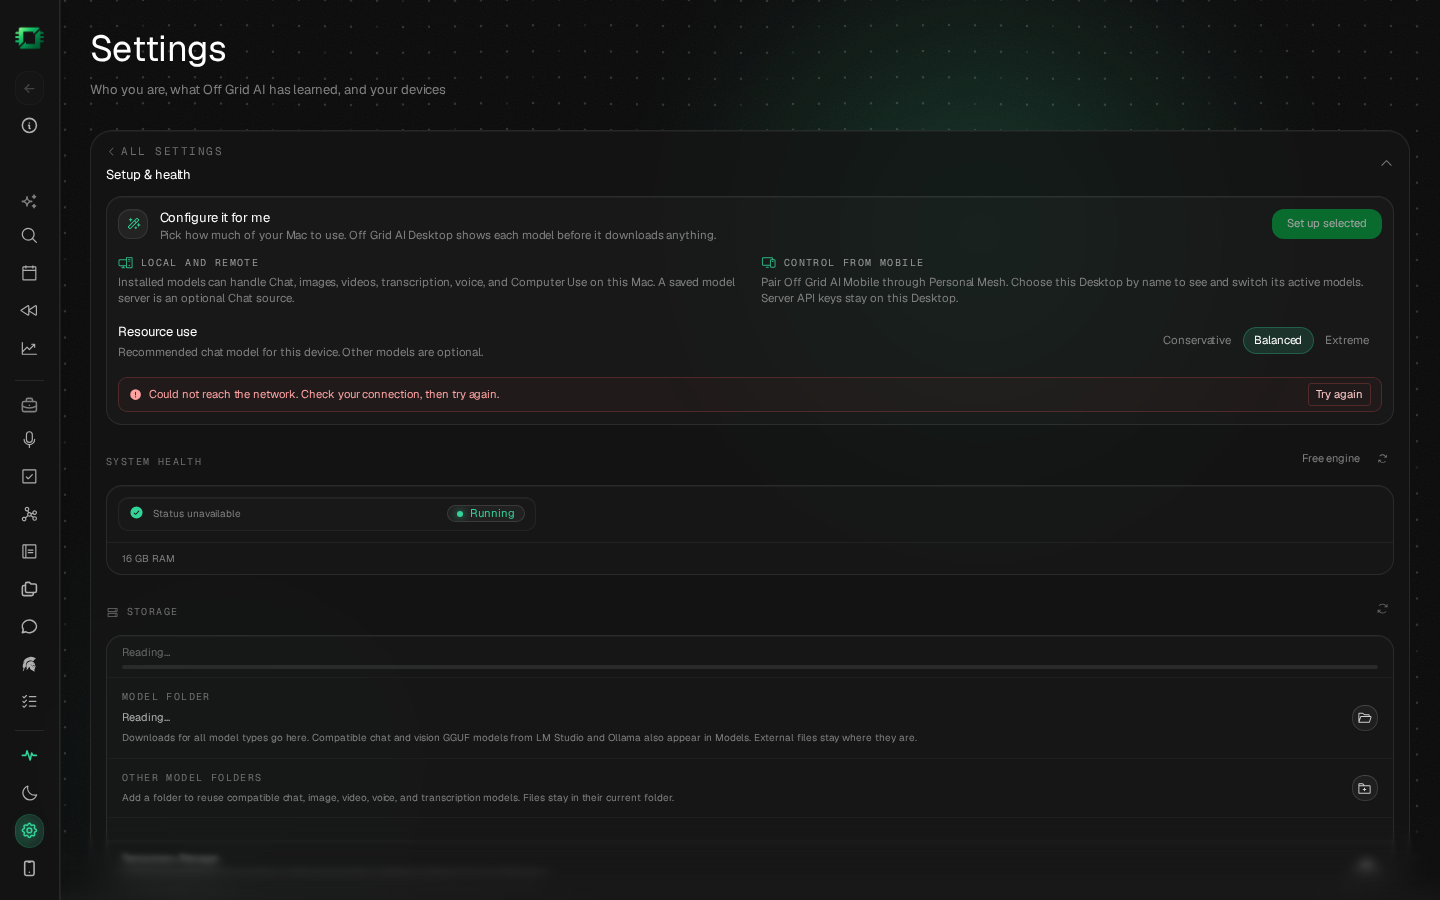 Settings
Who you are, what Off Grid AI has learned, and your devices
ALL SETTINGS
Setup & health
Configure it for me
Pick how much of your Mac to use. Off Grid AI Desktop shows each model before it downloads anything.
Set up selected
LOCAL AND REMOTE
Installed models can handle Chat, images, videos, transcription, voice, and Computer Use on this Mac. A saved model
server is an optional Chat source.
CONTROL FROM MOBILE
Pair Off Grid AI Mobile through Personal Mesh. Choose this Desktop by name to see and switch its active models.
Server API keys stay on this Desktop.
Resource use
Recommended chat model for this device. Other models are optional.
Conservative
Balanced
Extreme
Could not reach the network. Check your connection, then try again.
Try again
SYSTEM HEALTH
Free engine
Status unavailable
Running
16 GB RAM
STORAGE
Reading…
MODEL FOLDER
Reading…
Downloads for all model types go here. Compatible chat and vision GGUF models from LM Studio and Ollama also appear in Models. External files stay where they are.
OTHER MODEL FOLDERS
Add a folder to reuse compatible chat, image, video, voice, and transcription models. Files stay in their current folder.